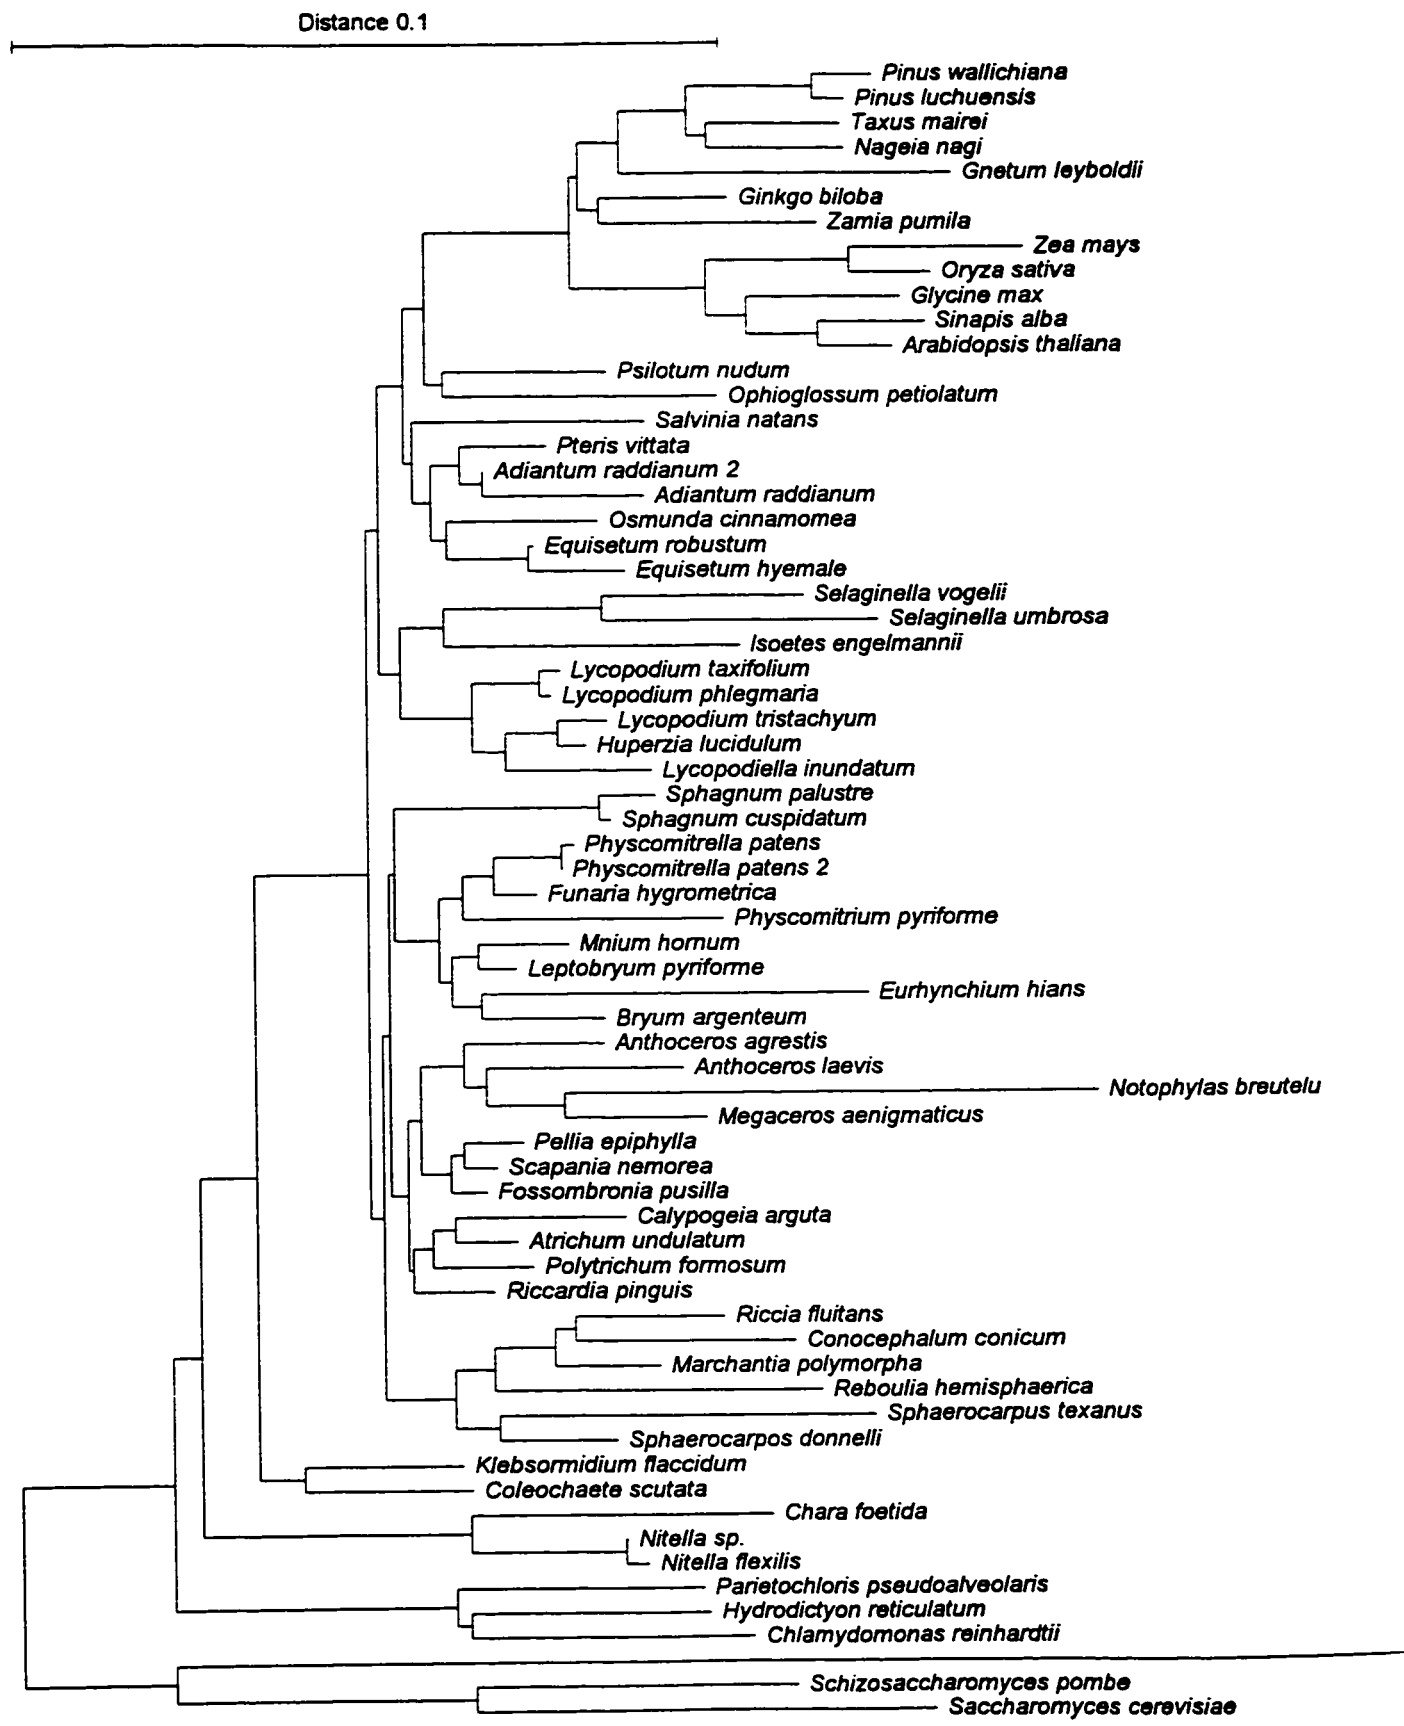 Distance 0.1
Pinus wallichiana
Pinus luchuensis
Taxus mairei
Nageia nagi
Gnetum leyboldii
Ginkgo biloba
Zamia pumila
Zea mays
Oryza sativa
Glycine max
Sinapis alba
Arabidopsis thaliana
Psilotum nudum
Ophioglossum petiolatum
Salvinia natans
Pteris vittata
Adiantum raddianum 2
Adiantum raddianum
Osmunda cinnamomea
Equisetum robustum
Equisetum hyemale
Selaginella vogelii
Selaginella umbrosa
Isoetes engelmannii
Lycopodium taxifolium
Lycopodium phlegmaria
Lycopodium tristachyum
Huperzia lucidulum
Lycopodiella inundatum
Sphagnum palustre
Sphagnum cuspidatum
Physcomitrella patens
Physcomitrella patens 2
Funaria hygrometrica
Physcomitrium pyriforme
Mnium hornum
Leptobryum pyriforme
Eurhynchium hians
Bryum argenteum
Anthoceros agrestis
Anthoceros laevis
Notophylas breutelu
Megaceros aenigmaticus
Pellia epiphylla
Scapania nemorea
Fossombronia pusilla
Calypogeia arguta
Atrichum undulatum
Polytrichum formosum
Riccardia pinguis
Riccia fluitans
Conocephalum conicum
Marchantia polymorpha
Reboulia hemisphaerica
Sphaerocarpus texanus
Sphaerocarpos donnelli
Klebsormidium flaccidum
Coleochaete scutata
Chara foetida
Nitella sp.
Nitella flexilis
Parietochloris pseudoalveolaris
Hydrodictyon reticulatum
Chlamydomonas reinhardtii
Schizosaccharomyces pombe
Saccharomyces cerevisiae